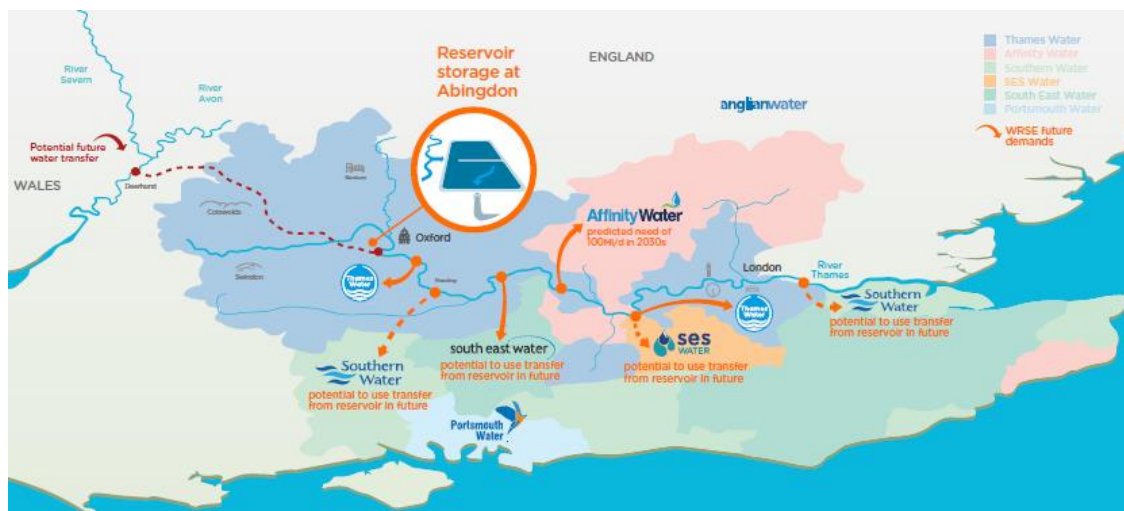 Reservoir
storage at
Abingdon
ENGLAND
River
Severn
River
Avon
Potential future
water transfer
WALES
Deerhurst
Cotswolds
Swindon
Oxford
Thames
Water
Southern
Water
potential to use transfer
from reservoir in future
south east water
potential to use transfer
from reservoir in future
Portsmouth
Water
AffinityWater
predicted need of
100Ml/d in 2030s
anglianwater
London
River
Thames
Thames
Water
ses
WATER
potential to use transfer
from reservoir in future
Southern
Water
potential to use transfer
from reservoir in future
Thames Water
Affinity Water
Southern Water
SES Water
South East Water
Portsmouth Water
WRSE future
demands